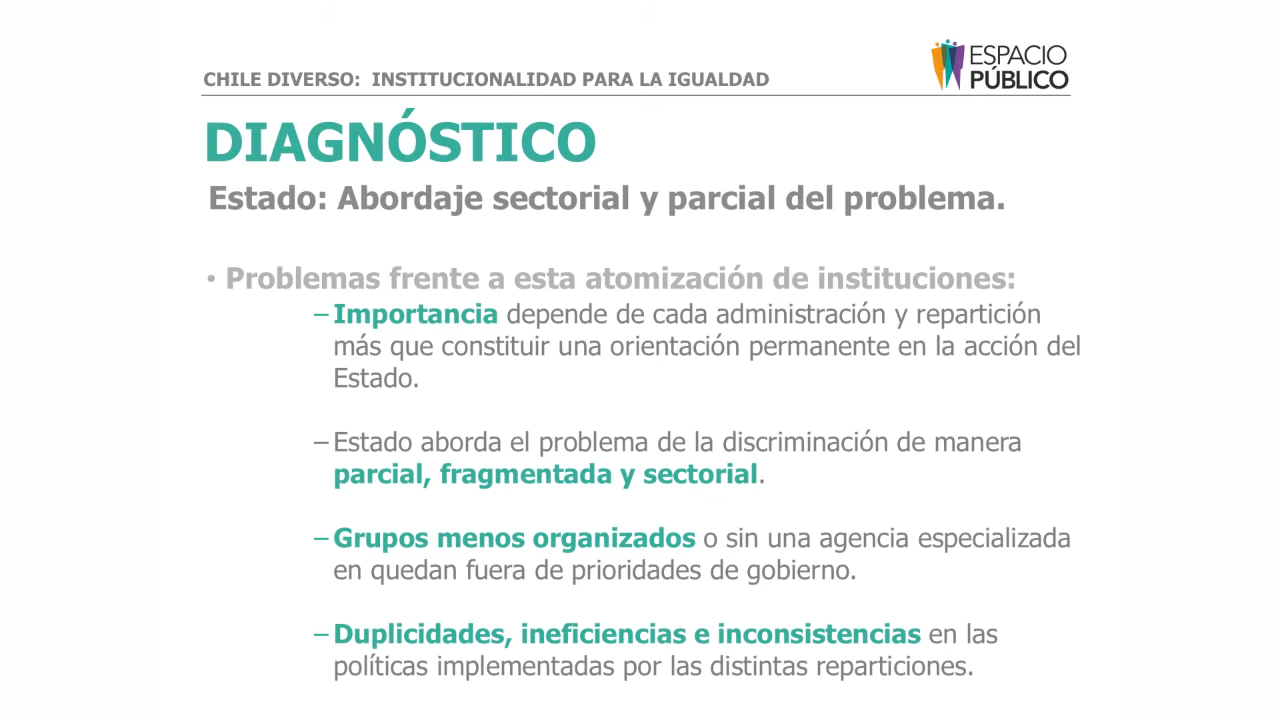 CHILE DIVERSO: INSTITUCIONALIDAD PARA LA IGUALDAD
ESPACIO
PÚBLICO
DIAGNÓSTICO
Estado: Abordaje sectorial y parcial del problema.
• Problemas frente a esta atomización de instituciones:
– Importancia depende de cada administración y repartición
más que constituir una orientación permanente en la acción del
Estado.
– Estado aborda el problema de la discriminación de manera
parcial, fragmentada y sectorial.
– Grupos menos organizados o sin una agencia especializada
en quedan fuera de prioridades de gobierno.
– Duplicidades, ineficiencias e inconsistencias en las
políticas implementadas por las distintas reparticiones.